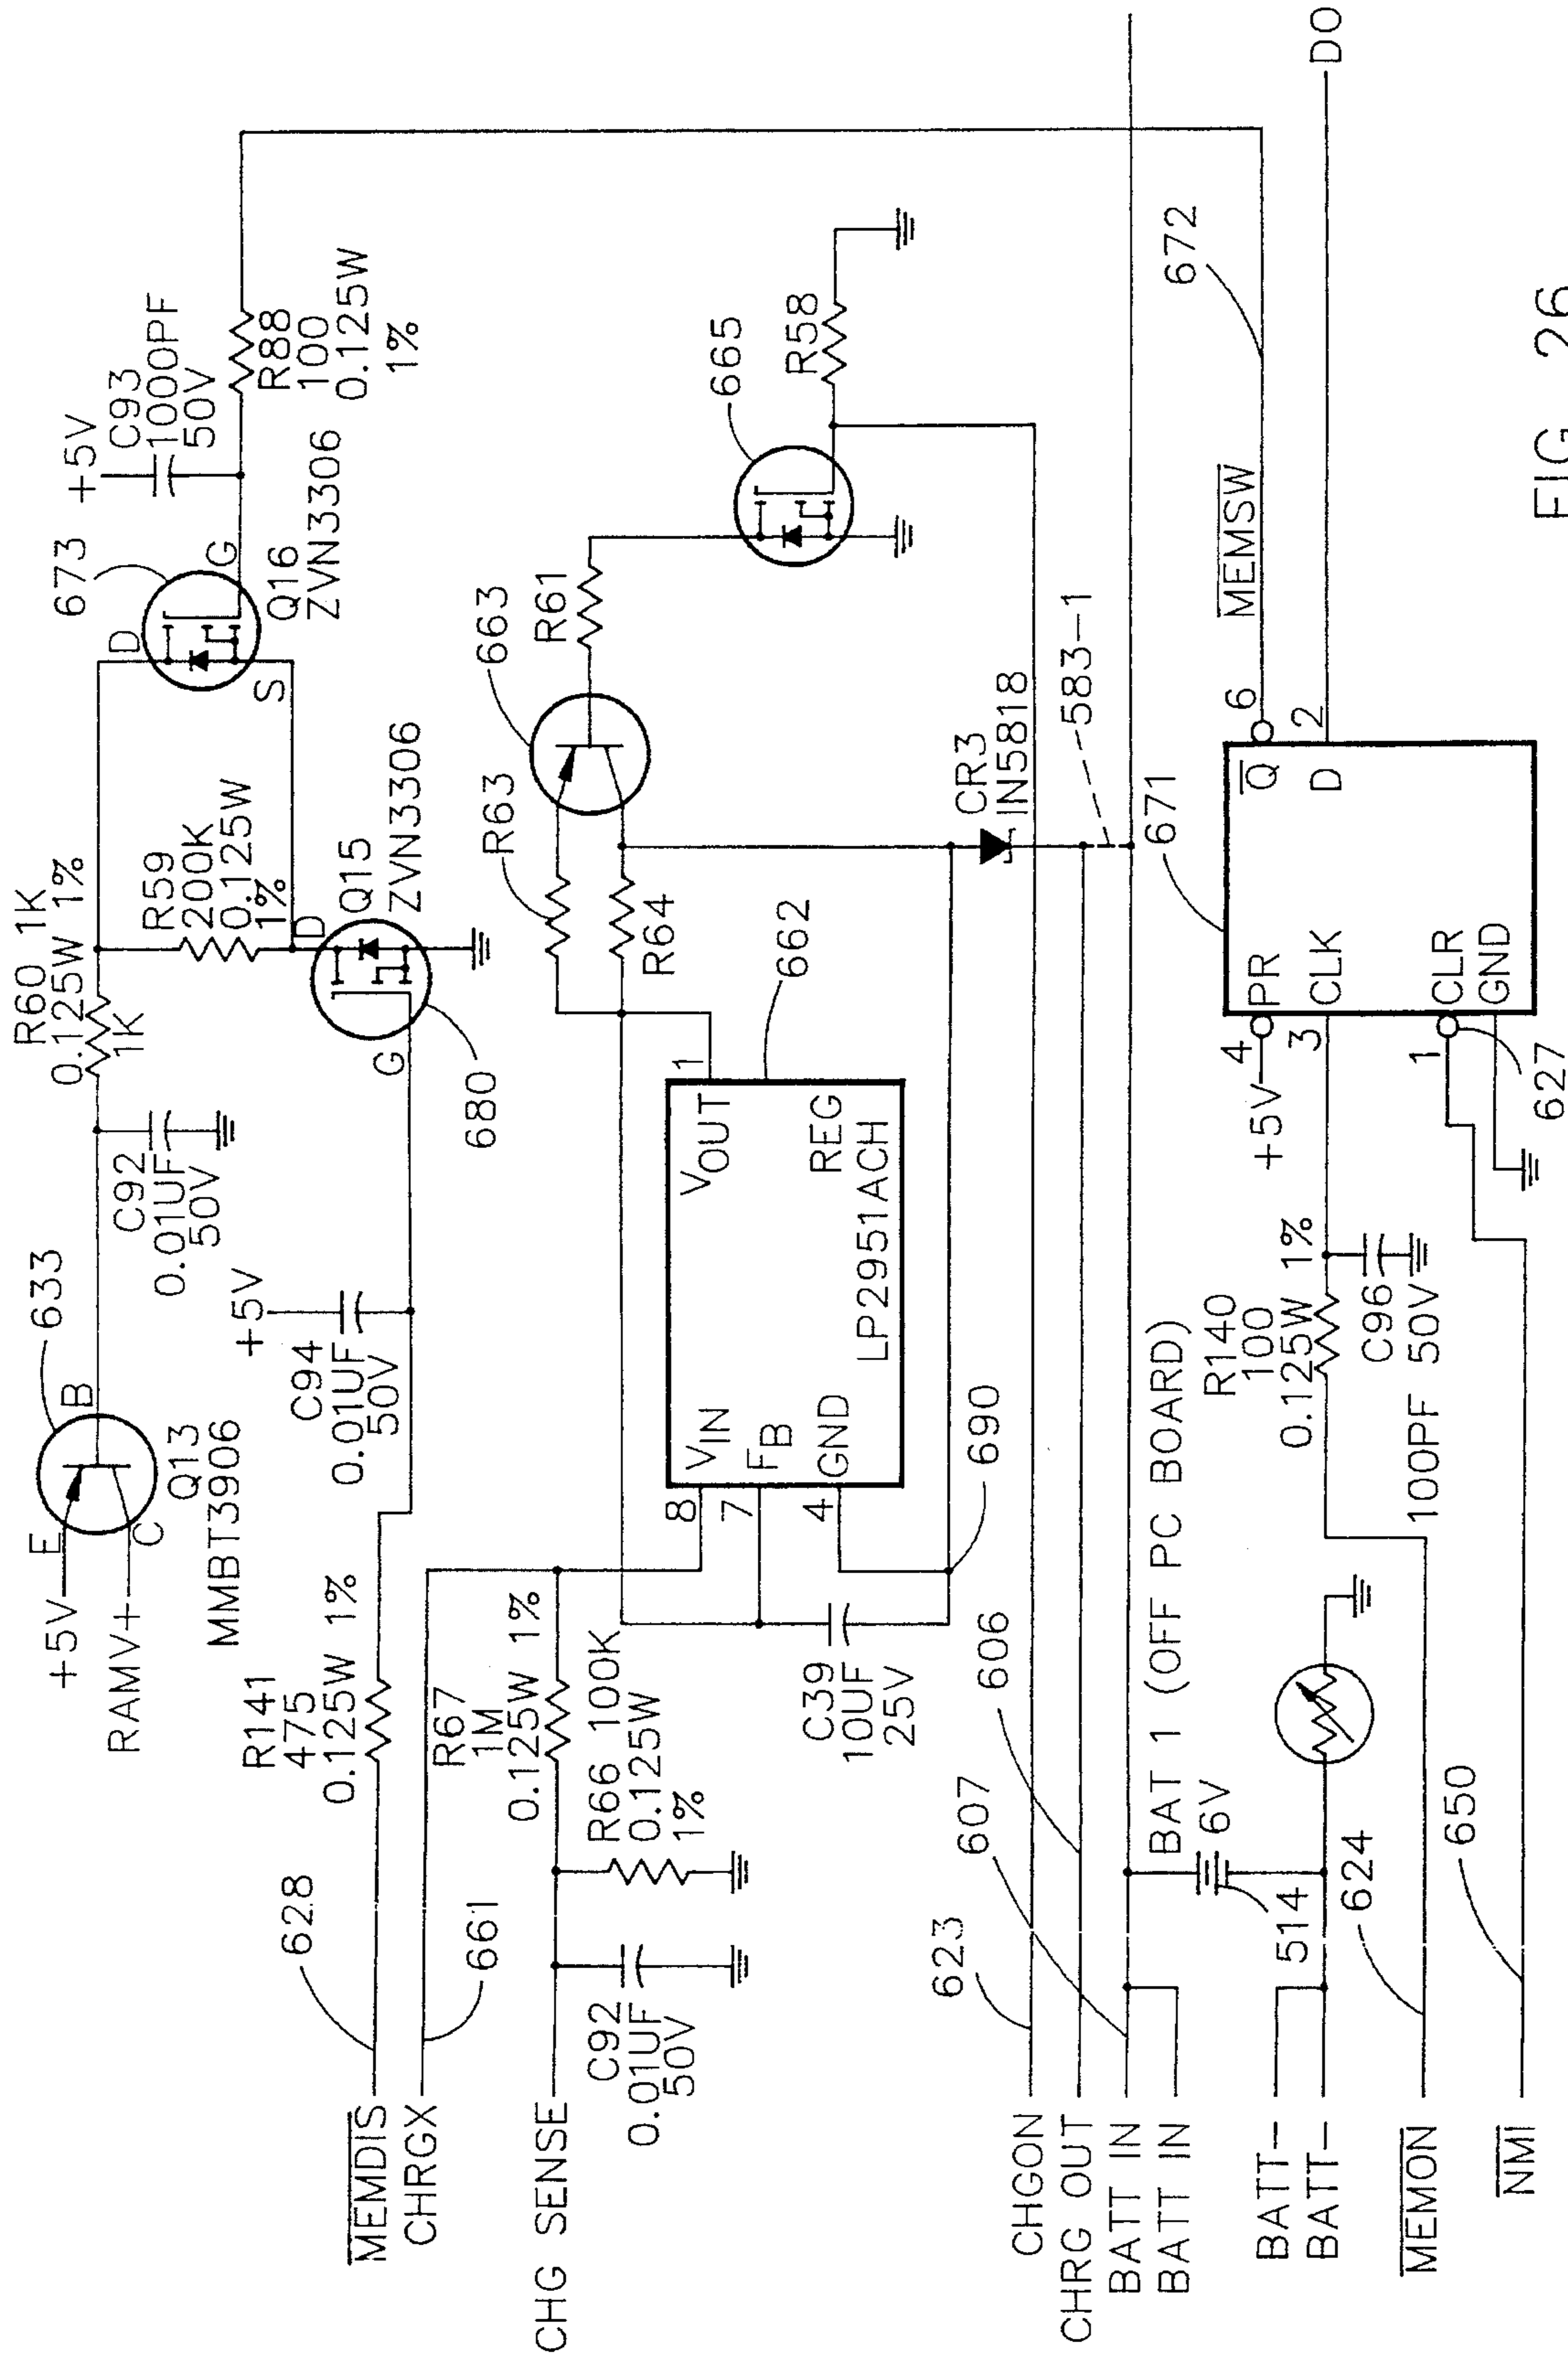 +5V
E
RAMV+
C
B
Q13
MMBT3906
633
C92
0.01UF
50V
R60 1K
0.125W 1%
1K
R59
200K
0.125W
1%
D
Q15
ZVN3306
G
680
D
S
G
673
Q16
ZVN3306
+5V
C93
1000PF
50V
R88
100
0.125W
1%
+5V
C94
0.01UF
50V
R141
475
0.125W 1%
628
MEMDIS
CHRGX
661
R67
1M
0.125W 1%
CHG SENSE
C92
0.01UF
50V
R66 100K
0.125W
1%
8
VIN
7
FB
4
GND
1
VOUT
REG
LP2951ACH
662
690
C39
10UF
25V
R63
R64
663
R61
665
R58
CR3
IN5818
583-1
CHGON
623
CHRG OUT
606
BATT IN
607
BATT IN
BAT 1 (OFF PC BOARD)
6V
514
BATT-
BATT-
MEMON
624
NMI
650
R140
100
0.125W 1%
C96
100PF 50V
+5V
4
PR
3
CLK
1
CLR
GND
627
671
Q
6
D
2
MEMSW
672
DO
FIG. 26